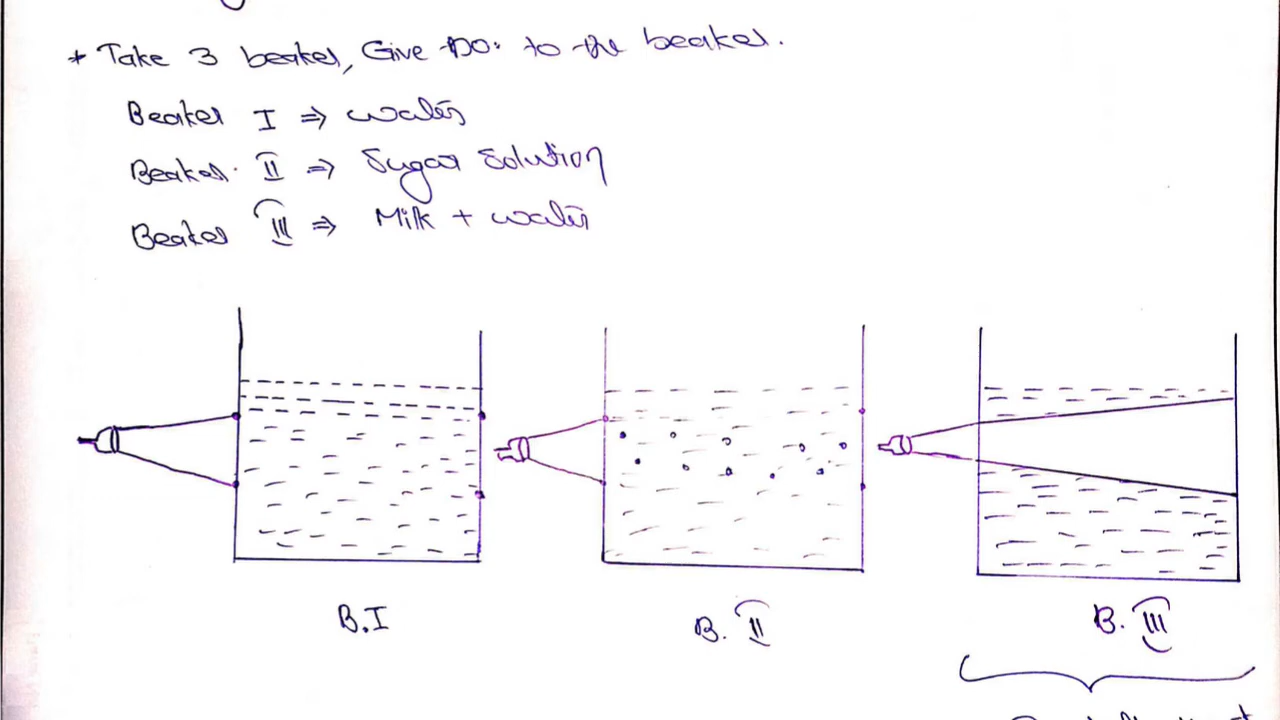 * Take 3 beaker, Give No: to the beaker.
Beaker I ⇒ water
Beaker II ⇒ Sugar Solution
Beaker III ⇒ Milk + water
B.I
B. II
B. III